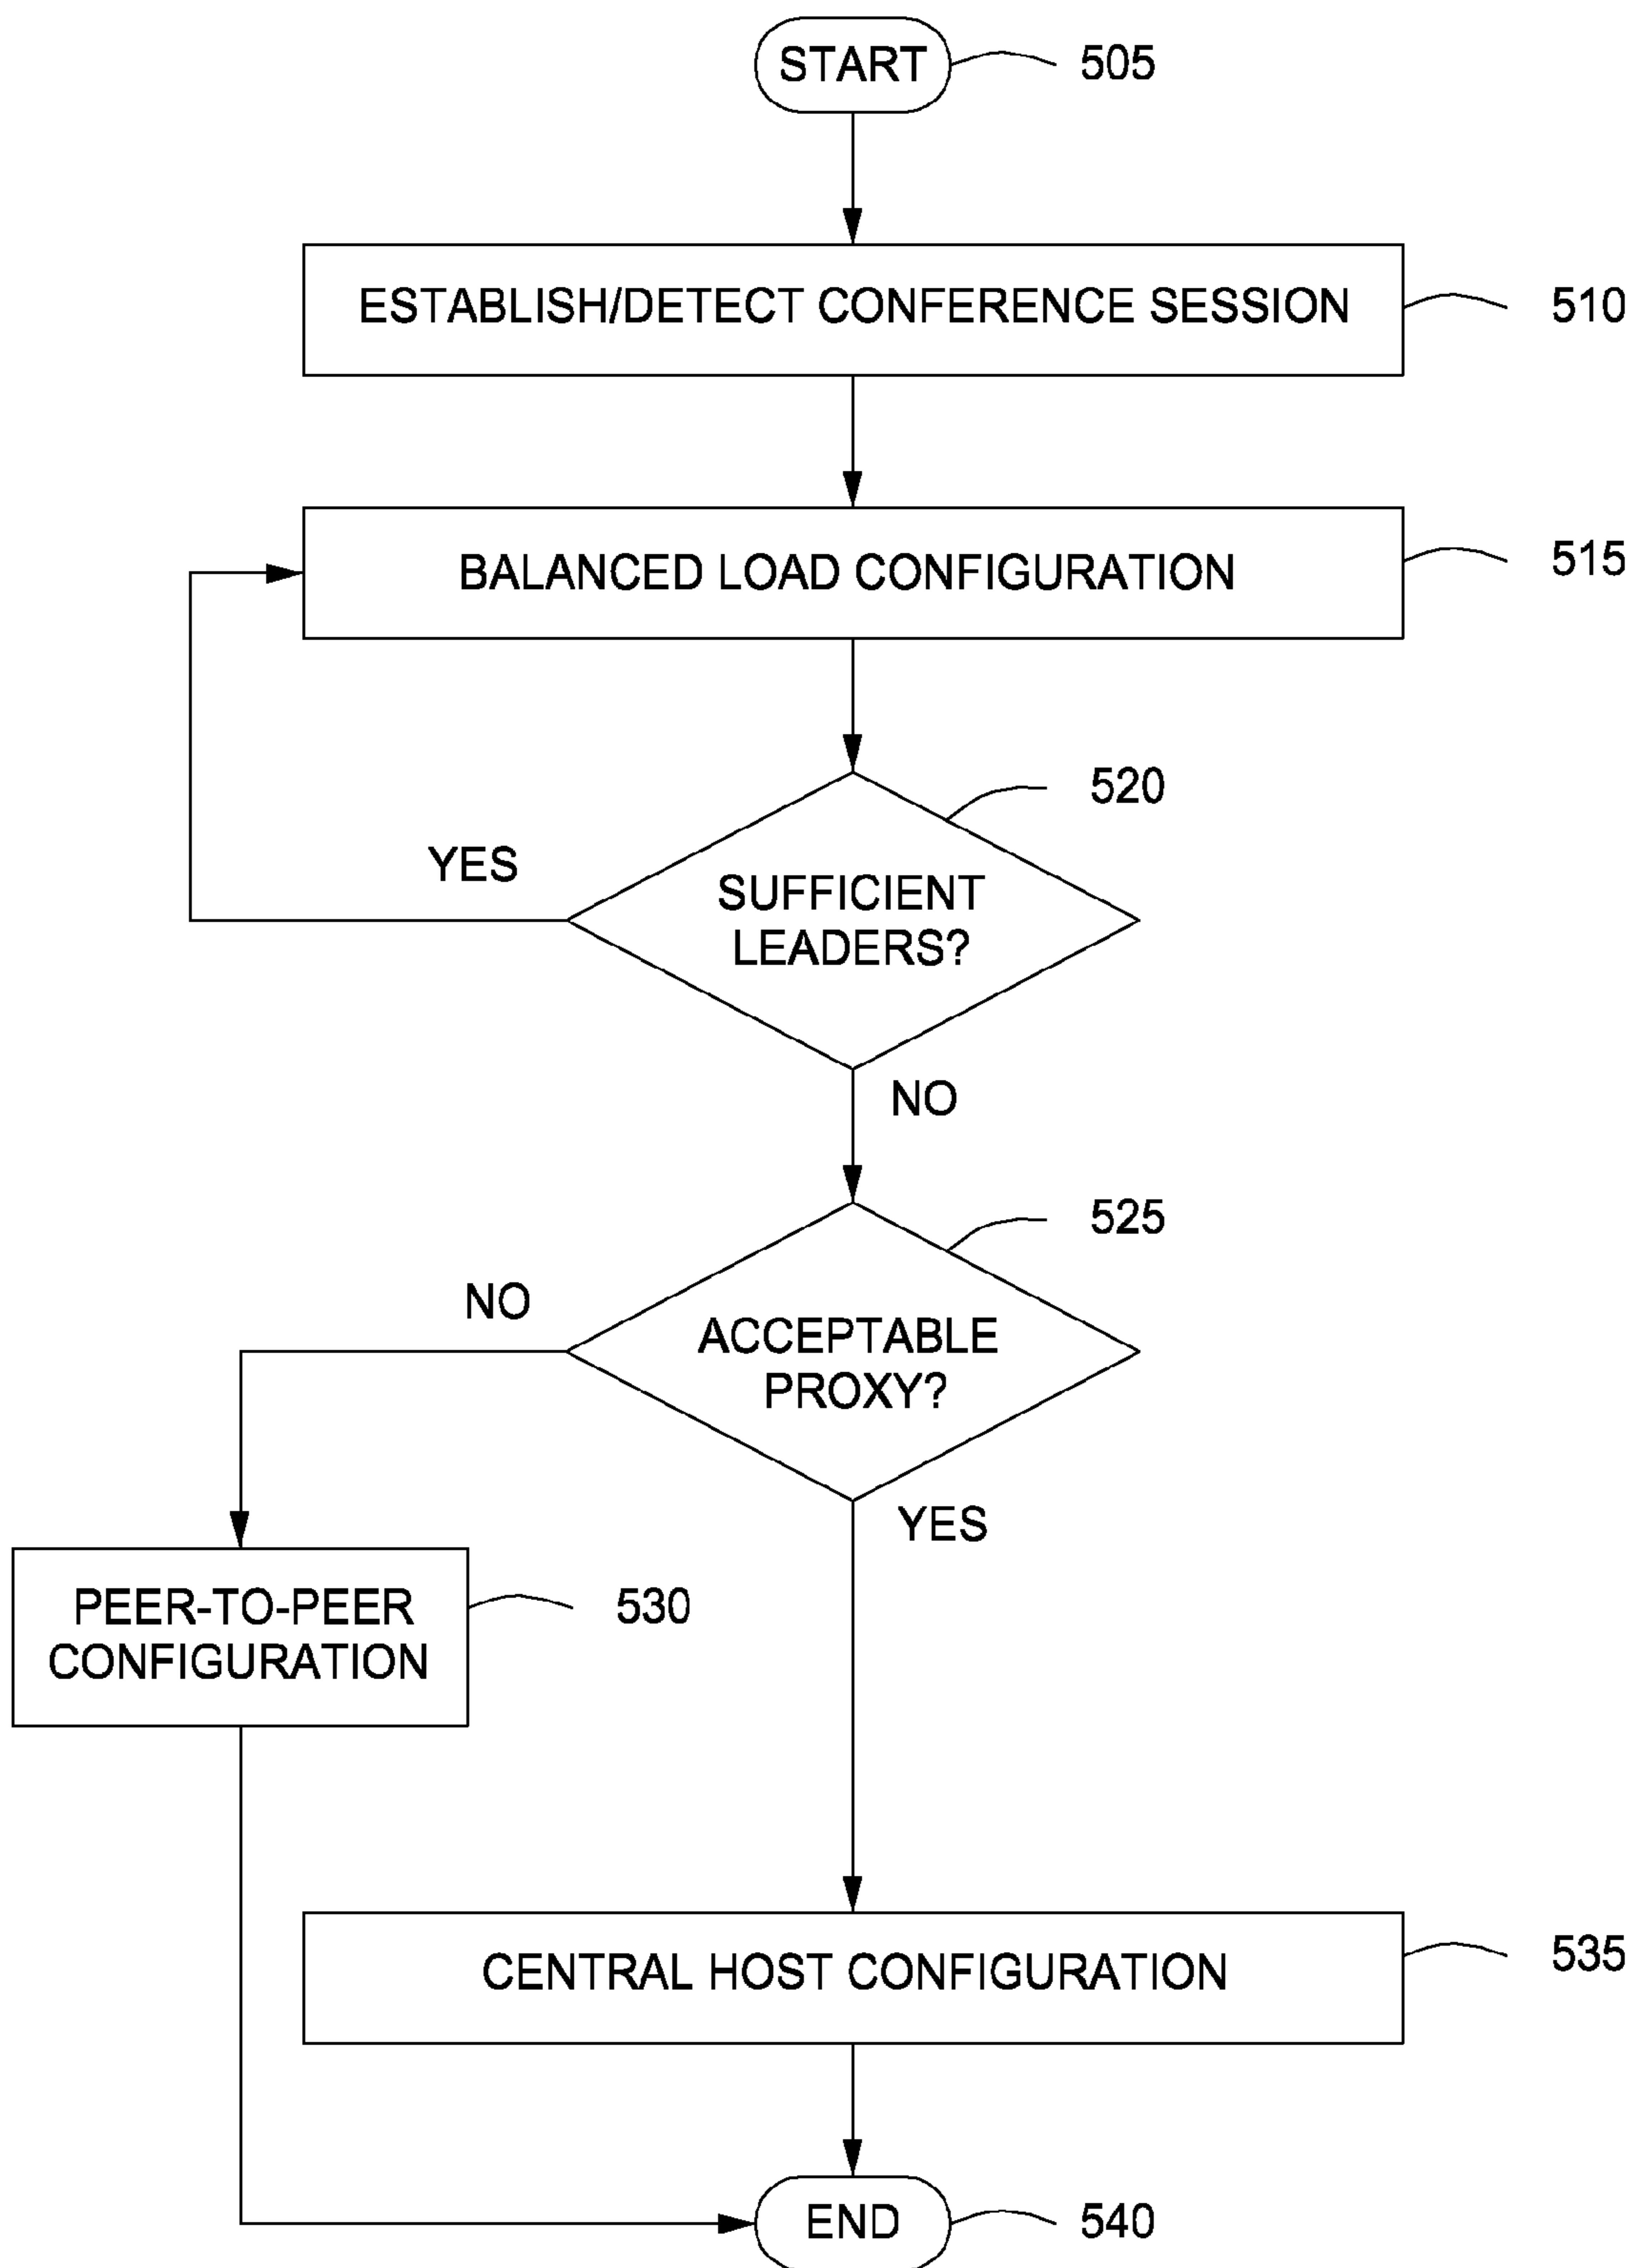 START
505
ESTABLISH/DETECT CONFERENCE SESSION
510
BALANCED LOAD CONFIGURATION
515
520
YES
SUFFICIENT
LEADERS?
NO
525
NO
ACCEPTABLE
PROXY?
YES
PEER-TO-PEER
CONFIGURATION
530
CENTRAL HOST CONFIGURATION
535
END
540